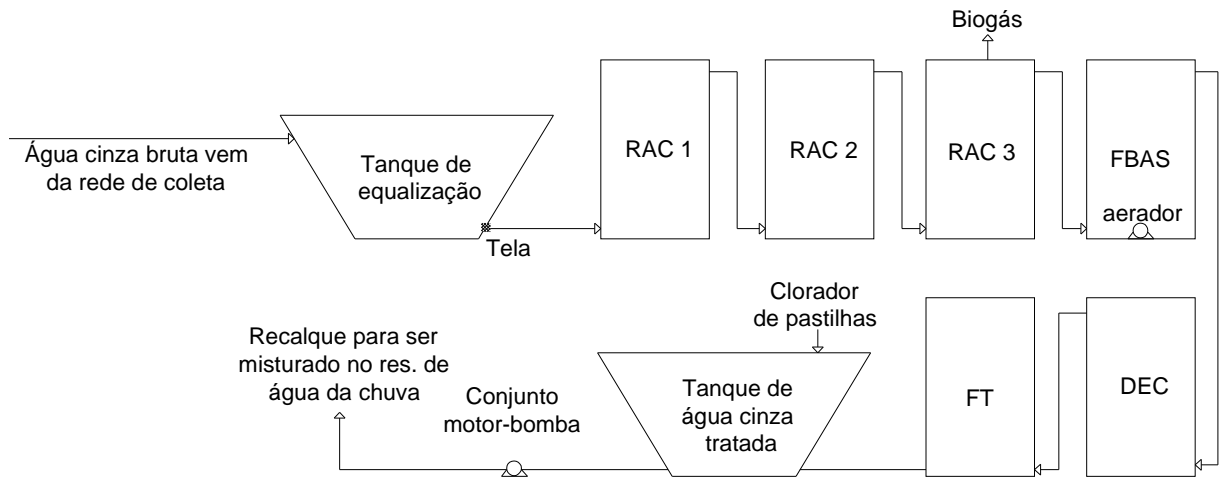 Biogás
Água cinza bruta vem
da rede de coleta
Tanque de
equalização
Tela
RAC 1
RAC 2
RAC 3
FBAS
aerador
Recalque para ser
misturado no res. de
água da chuva
Conjunto
motor-bomba
Clorador
de pastilhas
Tanque de
água cinza
tratada
FT
DEC